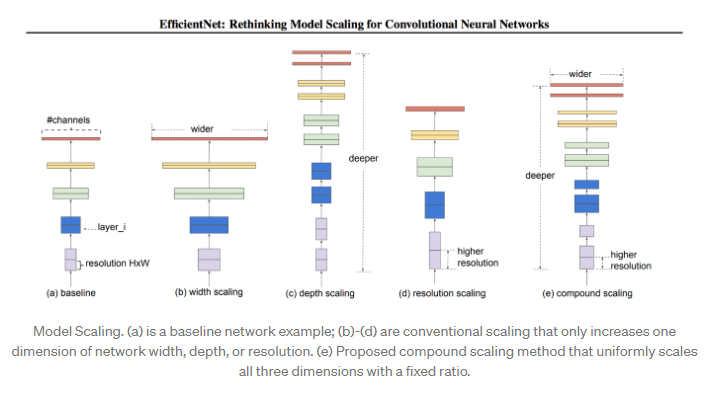 EfficientNet: Rethinking Model Scaling for Convolutional Neural Networks
#channels
wider
wider
deeper
deeper
layer_i
resolution HxW
higher
resolution
higher
resolution
(a) baseline
(b) width scaling
(c) depth scaling
(d) resolution scaling
(e) compound scaling
Model Scaling. (a) is a baseline network example; (b)-(d) are conventional scaling that only increases one
dimension of network width, depth, or resolution. (e) Proposed compound scaling method that uniformly scales
all three dimensions with a fixed ratio.